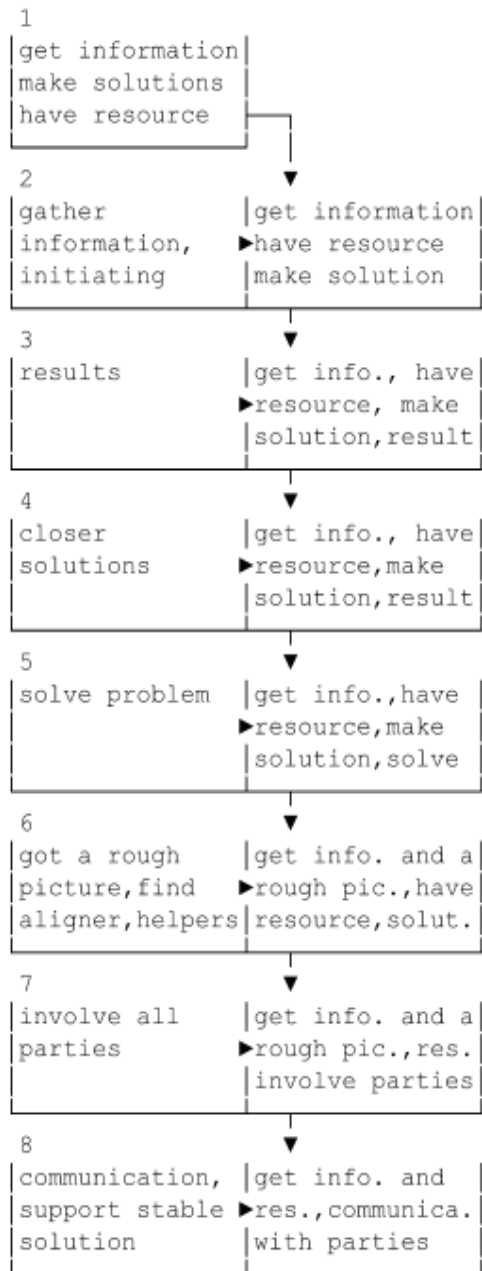 1
get information
make solutions
have resource
2
gather
information,
initiating
get information
have resource
make solution
3
results
get info., have
resource, make
solution,result
4
closer
solutions
get info., have
resource,make
solution,result
5
solve problem
get info.,have
resource,make
solution,solve
6
got a rough
picture,find
aligner,helpers
get info. and a
rough pic.,have
resource,solut.
7
involve all
parties
get info. and a
rough pic.,res.
involve parties
8
communication,
support stable
solution
get info. and
res.,communica.
with parties